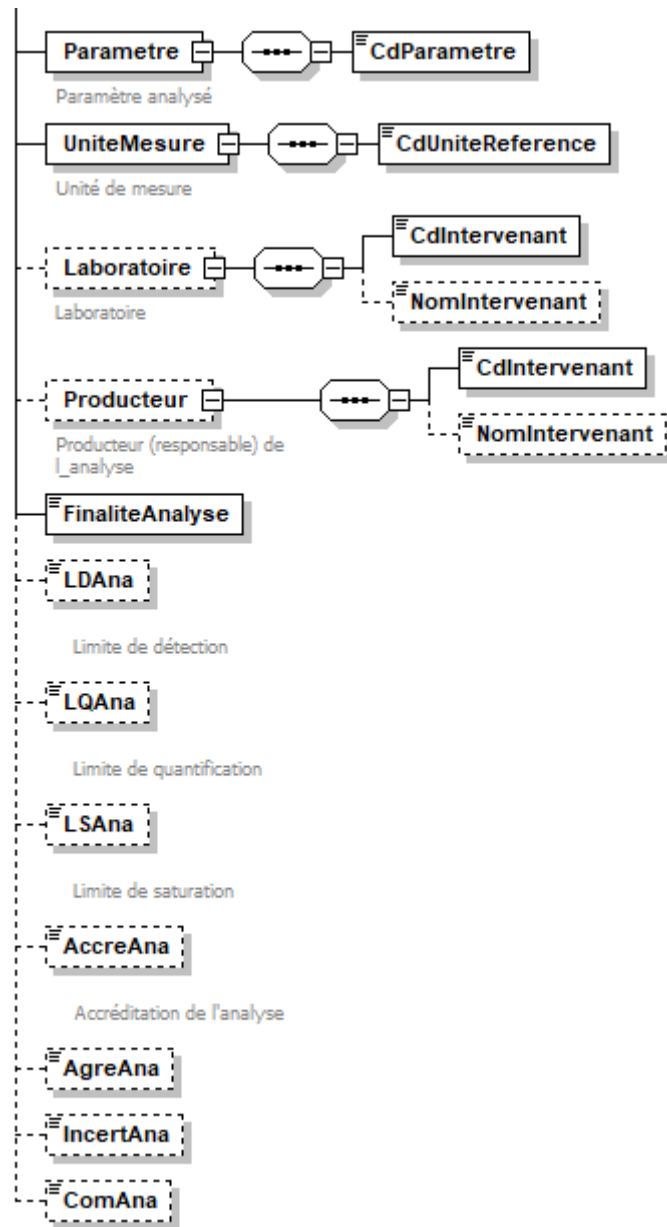 Parametre
CdParametre
Paramètre analysé
UniteMesure
CdUniteReference
Unité de mesure
CdIntervenant
Laboratoire
NomIntervenant
Laboratoire
CdIntervenant
Producteur
NomIntervenant
Producteur (responsable) de
l_analyse
FinaliteAnalyse
LDAna
Limite de détection
LQAna
Limite de quantification
LSAna
Limite de saturation
AccreAna
Accréditation de l'analyse
AgreAna
IncertAna
ComAna